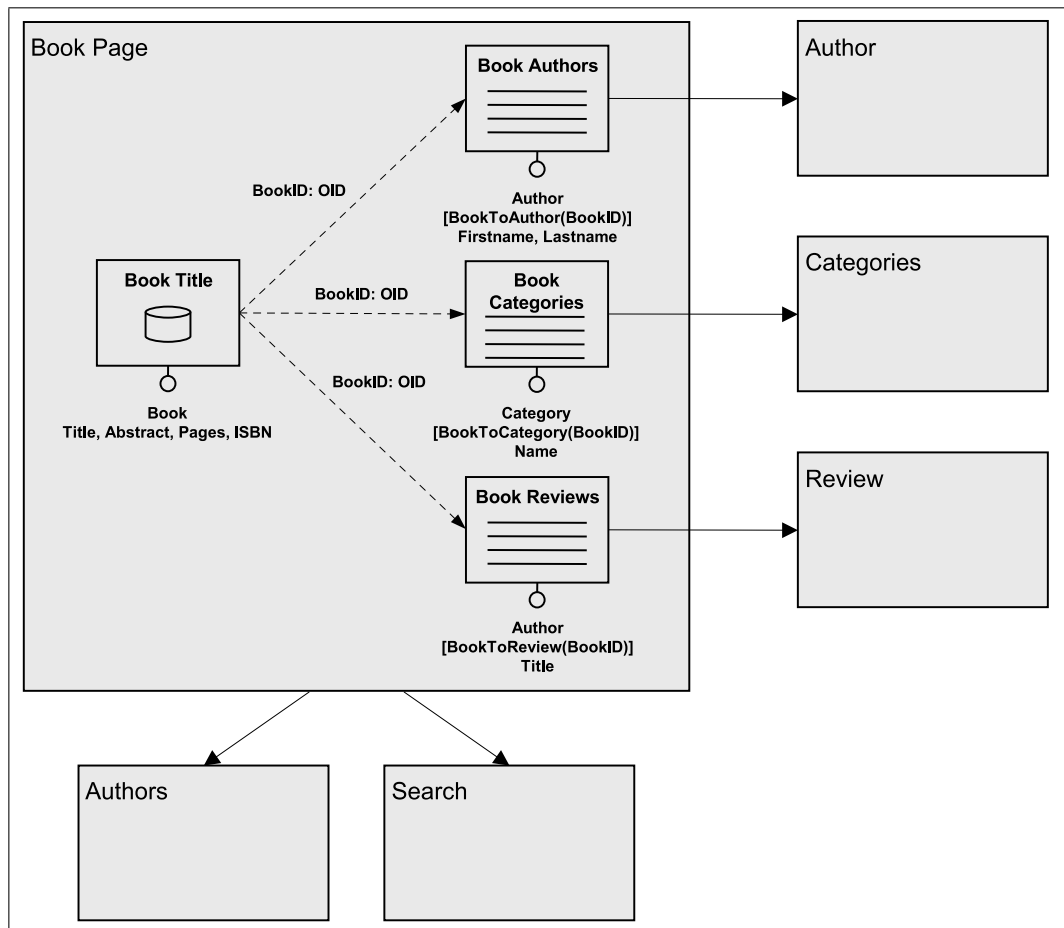 Book Page
Book Authors
Author
BookID: OID
Author
[BookToAuthor(BookID)]
Firstname, Lastname
Book Title
BookID: OID
Book
Categories
Categories
BookID: OID
Book
Title, Abstract, Pages, ISBN
Category
[BookToCategory(BookID)]
Name
Book Reviews
Review
Author
[BookToReview(BookID)]
Title
Authors
Search